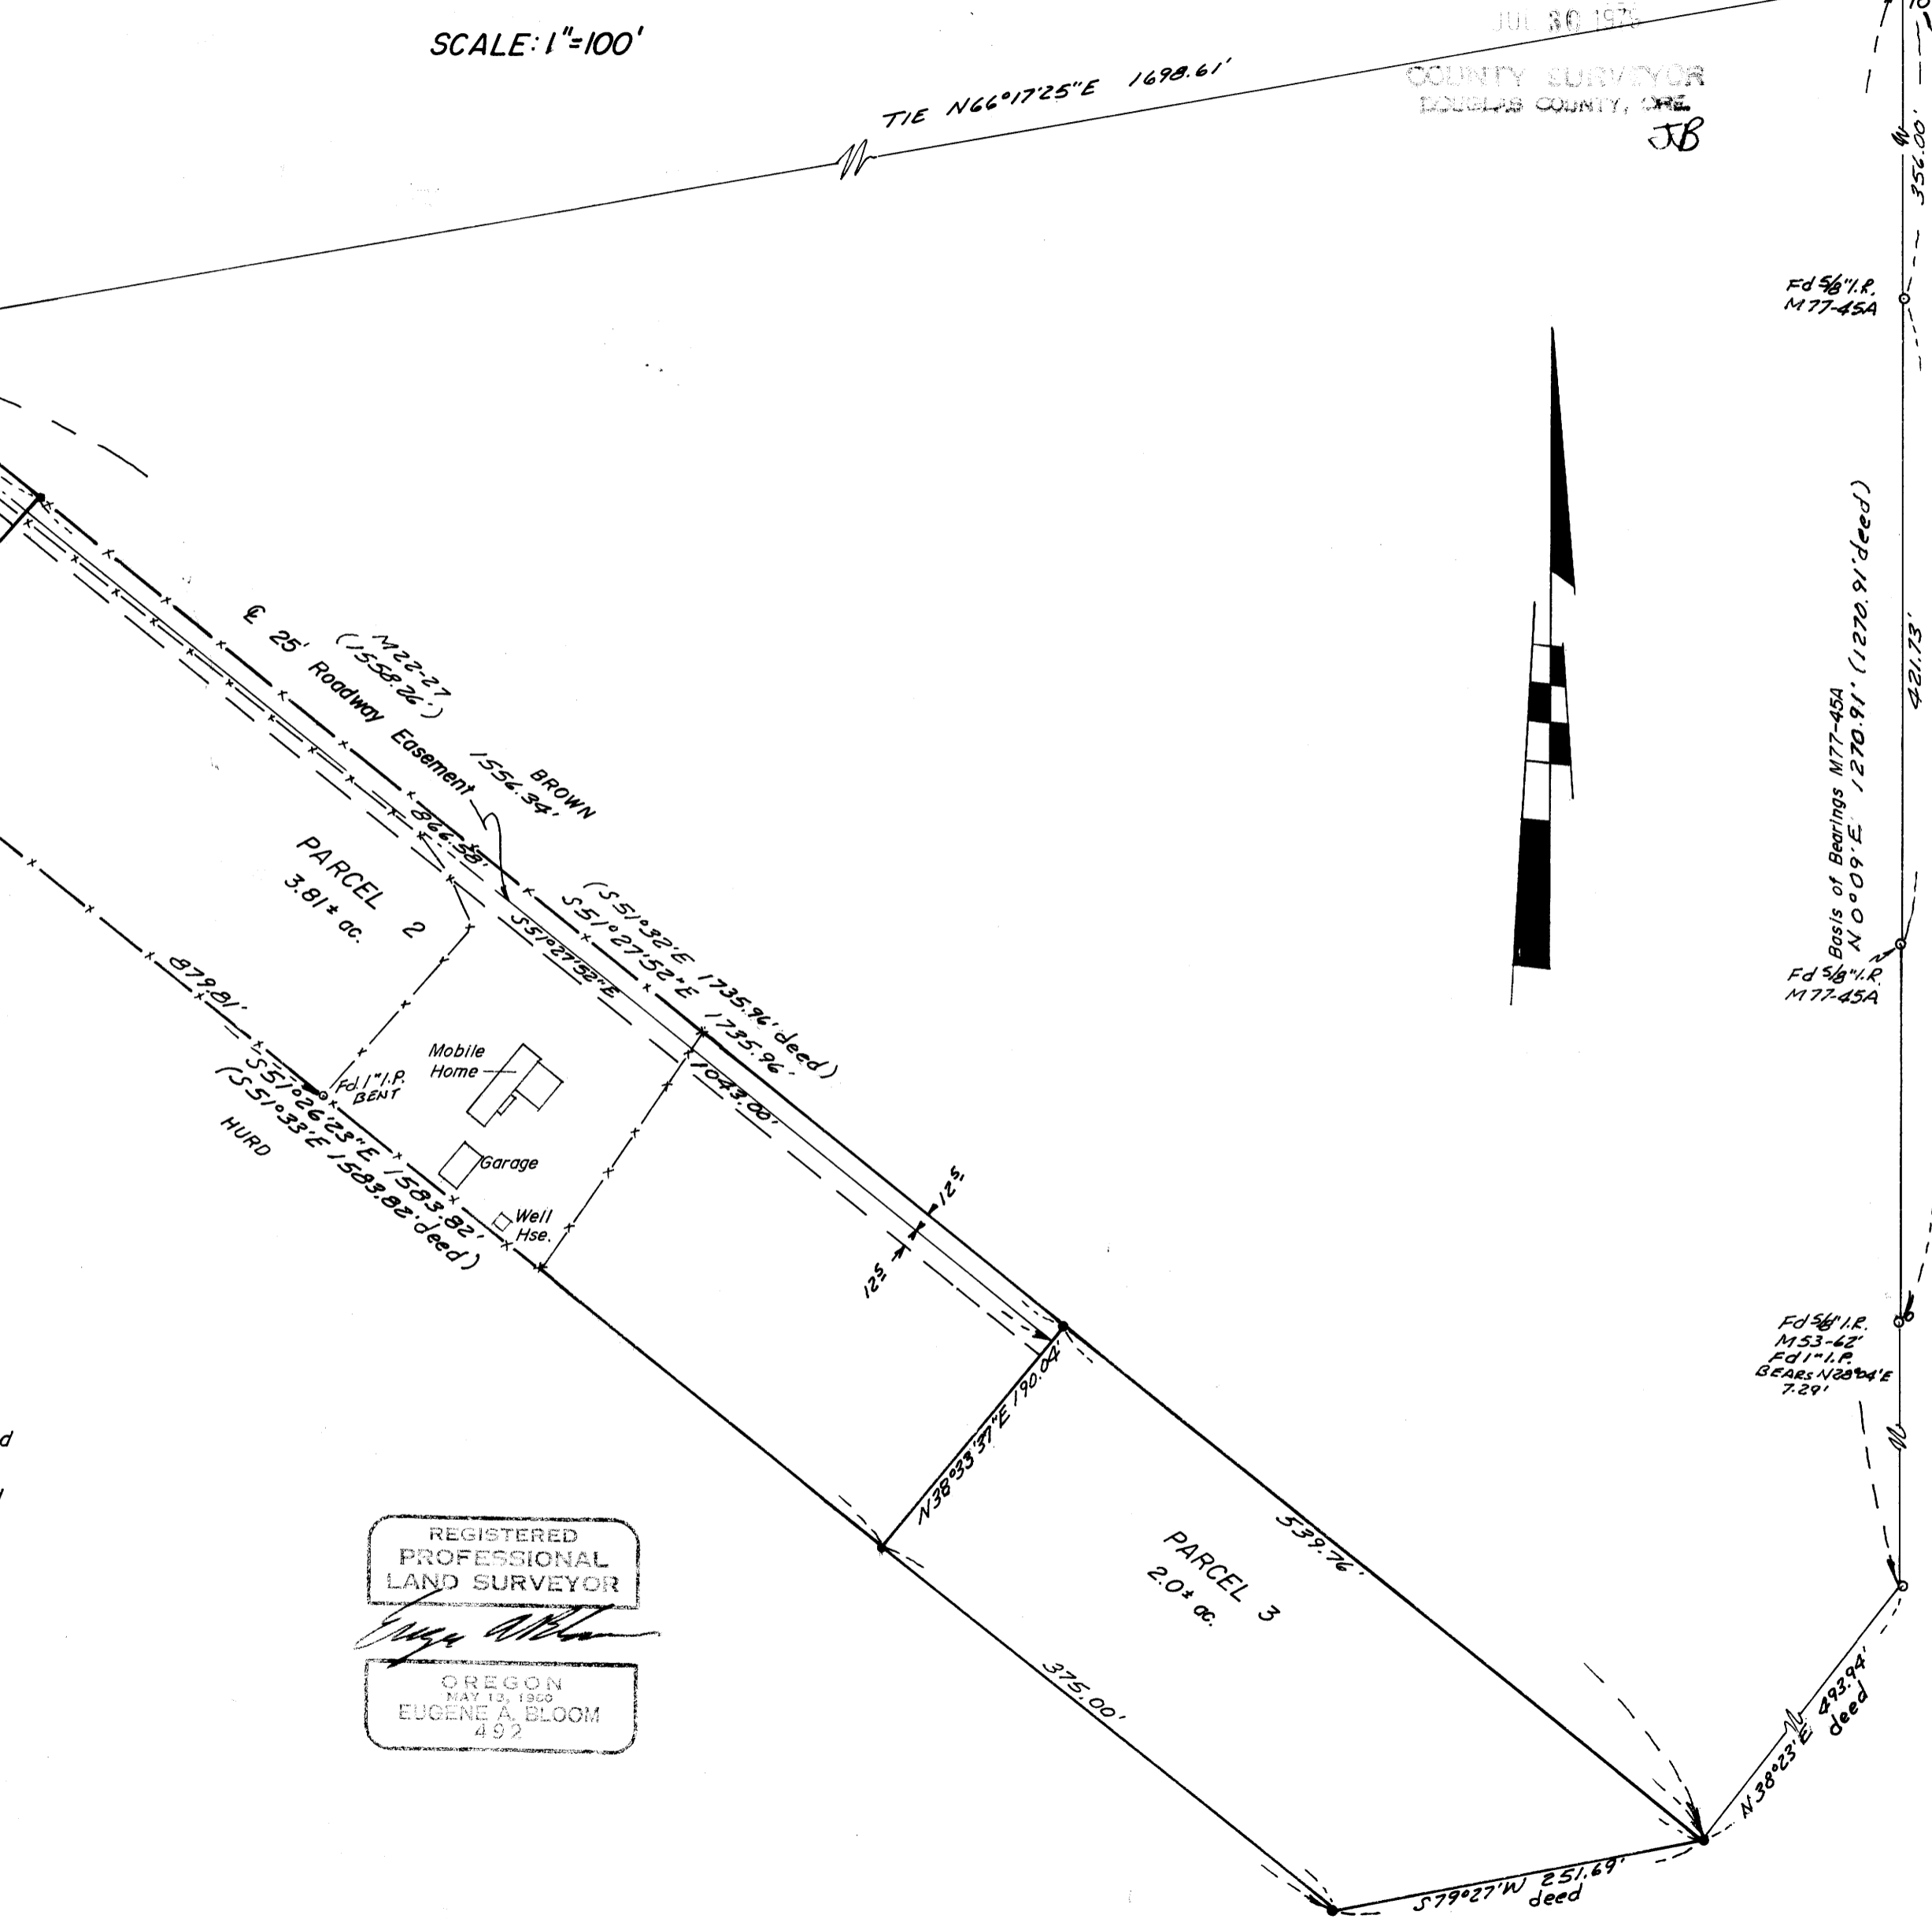 SCALE: 1"=100'
JUL 30 197
COUNTY SURVEYOR
DOUGLAS COUNTY, ORE.
JB
TIE N66°17'25"E 1698.61'
356.00'
Fd 5/8" I.R.
M77-45A
421.73'
Basis of Bearings M77-45A
N 0°09'E 1270.91' (1270.91' deed)
Fd 5/8" I.R.
M77-45A
Fd 5/8" I.R.
M53-62
Fd 1" I.P.
BEARS N28°04'E
7.29'
M22-27
(1558.26')
℄ 25' Roadway Easement
BROWN
1556.34'
866.58'
PARCEL 2
3.81± ac.
(S51°32'E 1735.96' deed)
S51°27'52"E 1735.96'
S51°27'52"E
1043.00'
879.81'
Fd. 1" I.P.
BENT
S51°26'23"E 1583.82'
(S51°33'E 1583.82' deed)
HURD
Mobile
Home
Garage
Well
Hse.
12.5
12.5
N38°33'37"E 190.04'
PARCEL 3
2.0± ac.
539.76'
375.00'
S79°27'W 251.69'
deed
N38°23'E 493.94'
deed
REGISTERED
PROFESSIONAL
LAND SURVEYOR
OREGON
MAY 13, 1960
EUGENE A. BLOOM
492